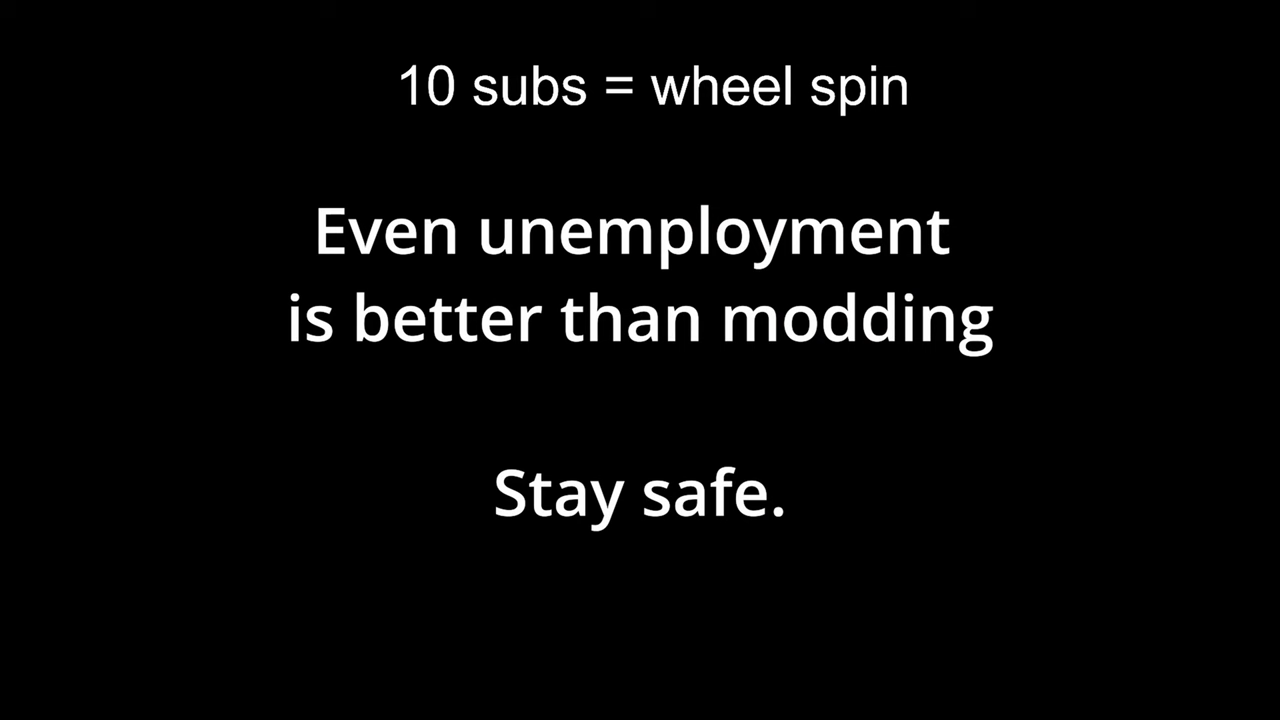 10 subs = wheel spin
Even unemployment
is better than modding
Stay safe.